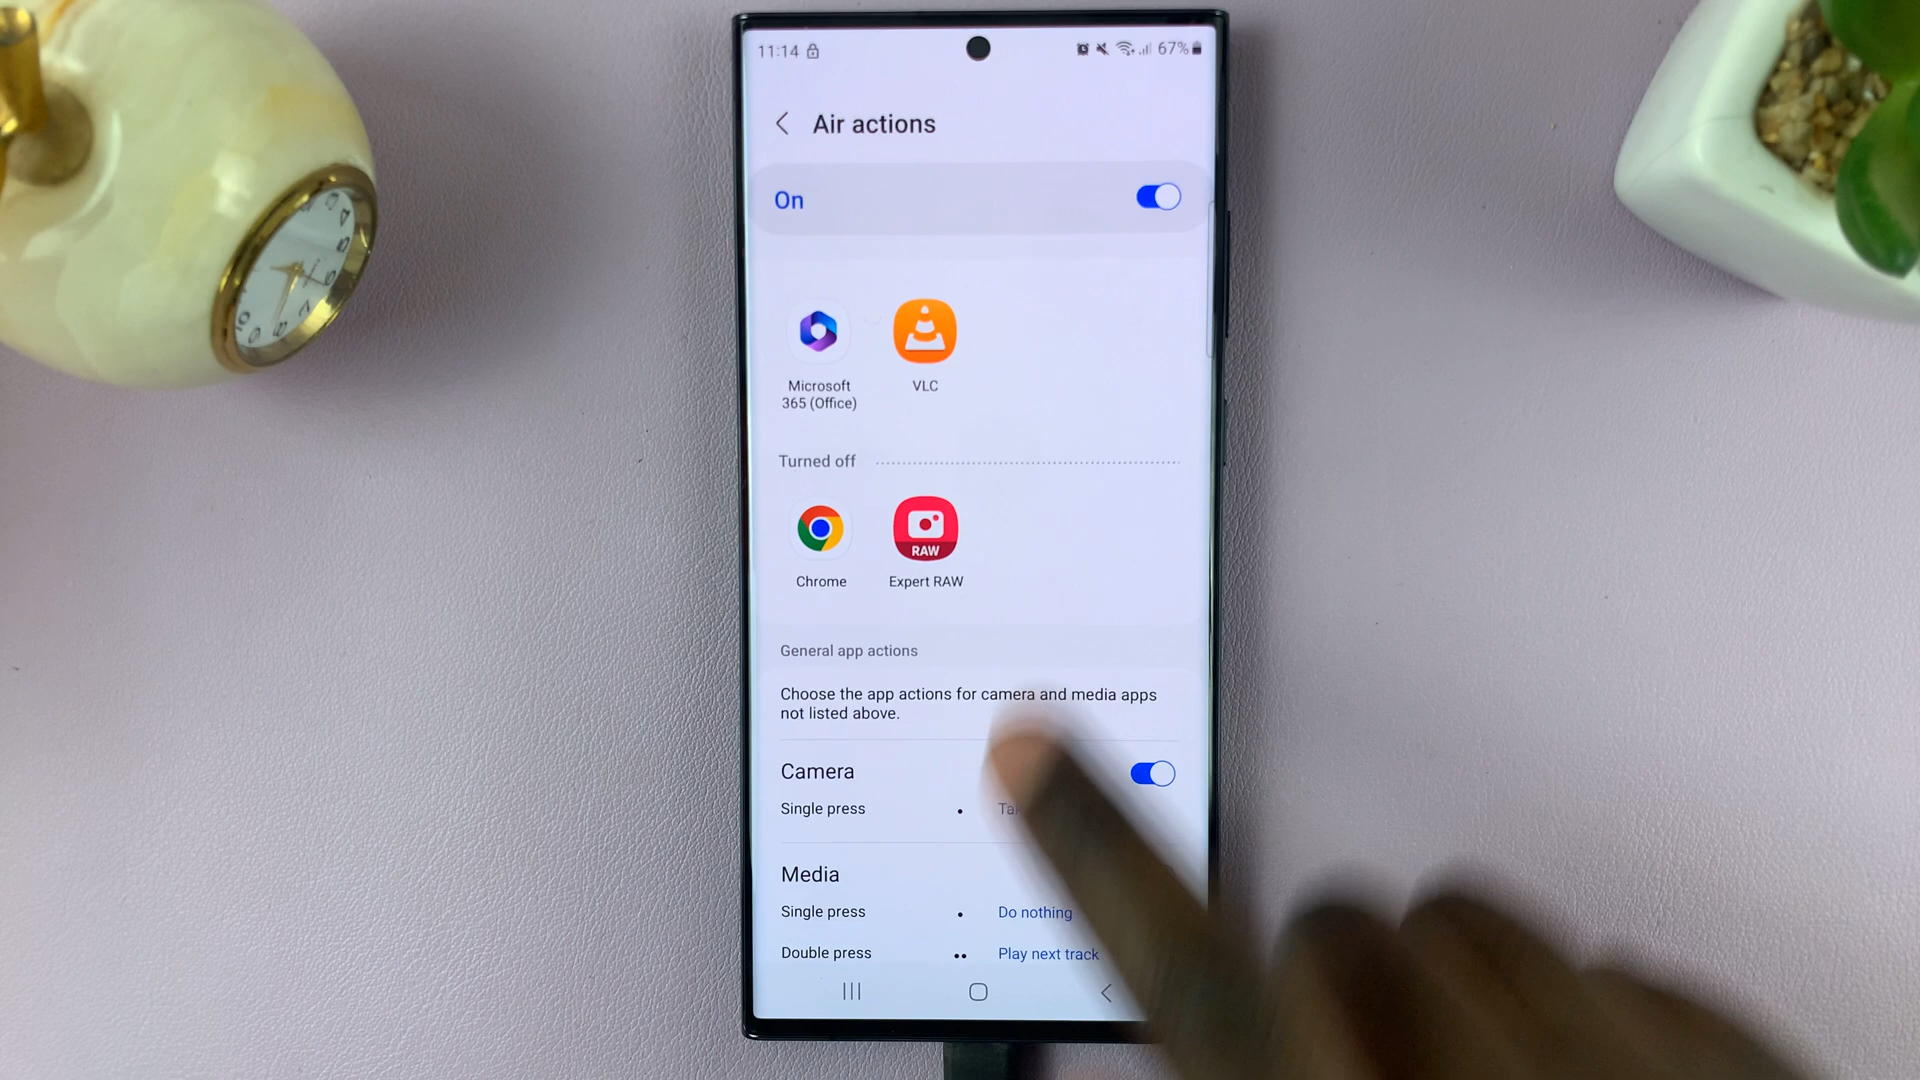 11:14 67%
Air actions
On
Microsoft
365 (Office)
VLC
Turned off
RAW
Chrome
Expert RAW
General app actions
Choose the app actions for camera and media apps
not listed above.
Camera
Single press
Media
Single press Do nothing
Double press Play next track